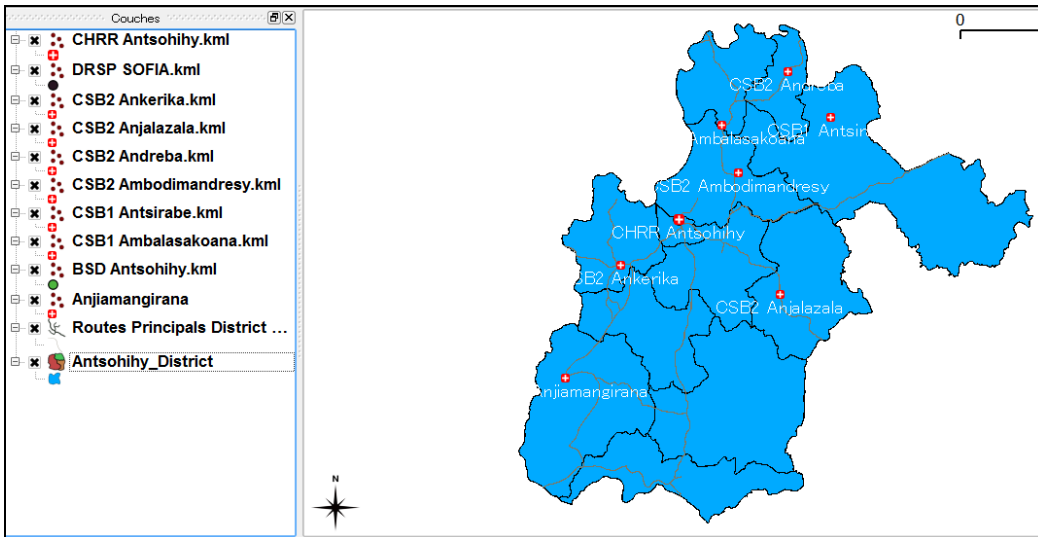 Couches
CHRR Antsohihy.kml
DRSP SOFIA.kml
CSB2 Ankerika.kml
CSB2 Anjalazala.kml
CSB2 Andreba.kml
CSB2 Ambodimandresy.kml
CSB1 Antsirabe.kml
CSB1 Ambalasakoana.kml
BSD Antsohihy.kml
Anjiamangirana
Routes Principals District ...
Antsohihy_District
0
CSB2 Andreba
Ambalasakoana
CSB1 Antsir
SB2 Ambodimandresy
CHRR Antsohihy
SB2 Ankerika
CSB2 Anjalazala
Anjiamangirana
N